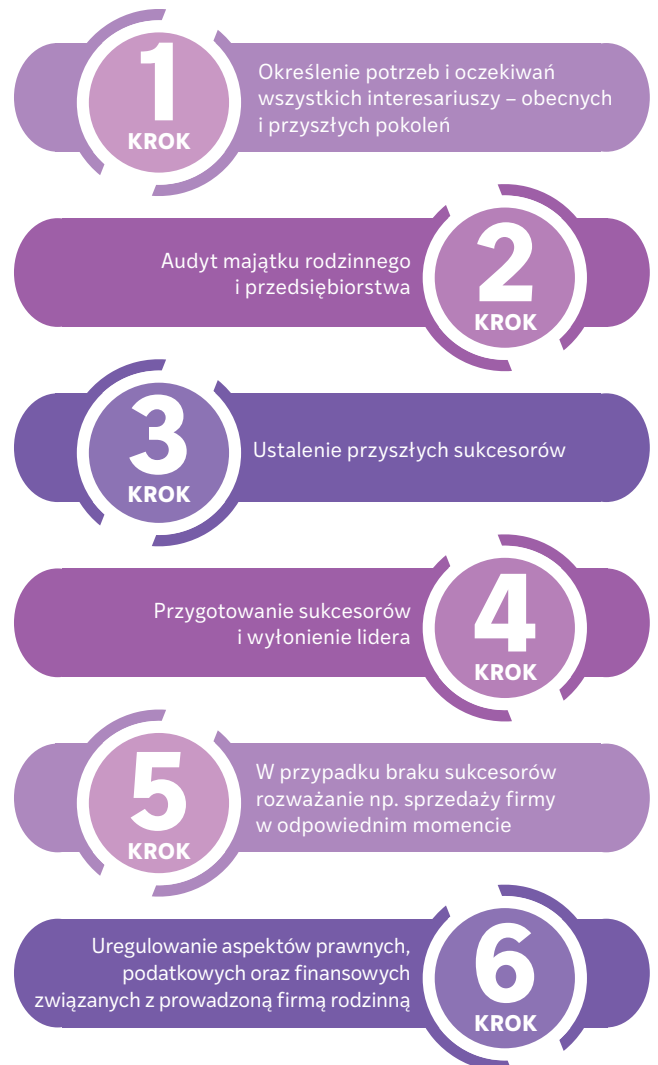 1
KROK
Określenie potrzeb i oczekiwań
wszystkich interesariuszy – obecnych
i przyszłych pokoleń
2
KROK
Audyt majątku rodzinnego
i przedsiębiorstwa
3
KROK
Ustalenie przyszłych sukcesorów
4
KROK
Przygotowanie sukcesorów
i wyłonienie lidera
5
KROK
W przypadku braku sukcesorów
rozważanie np. sprzedaży firmy
w odpowiednim momencie
6
KROK
Uregulowanie aspektów prawnych,
podatkowych oraz finansowych
związanych z prowadzoną firmą rodzinną